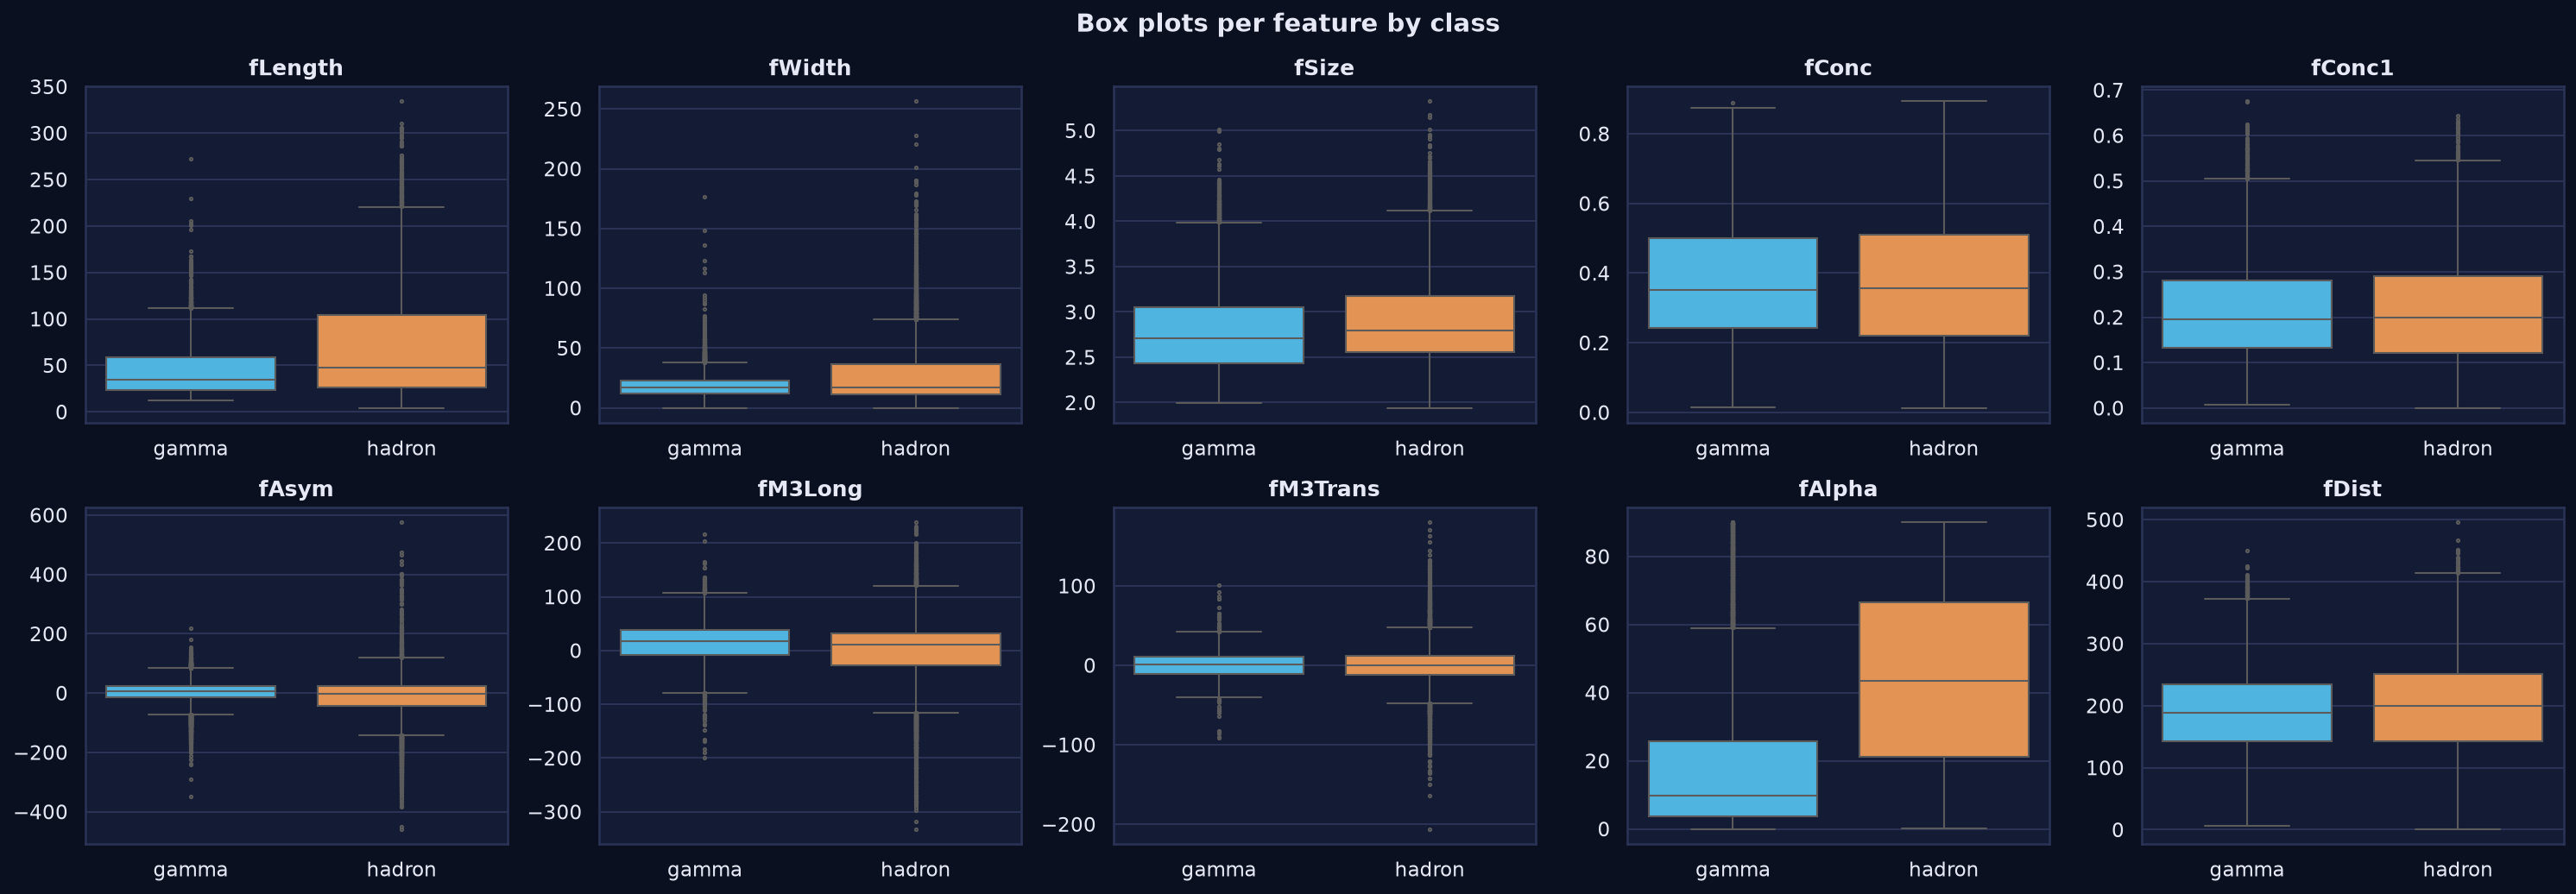 Box plots per feature by class
fLength
350
300
250
200
150
100
50
0
gamma hadron
fWidth
250
200
150
100
50
0
gamma hadron
fSize
5.0
4.5
4.0
3.5
3.0
2.5
2.0
gamma hadron
fConc
0.8
0.6
0.4
0.2
0.0
gamma hadron
fConc1
0.7
0.6
0.5
0.4
0.3
0.2
0.1
0.0
gamma hadron
fAsym
600
400
200
0
−200
−400
gamma hadron
fM3Long
200
100
0
−100
−200
−300
gamma hadron
fM3Trans
100
0
−100
−200
gamma hadron
fAlpha
80
60
40
20
0
gamma hadron
fDist
500
400
300
200
100
0
gamma hadron